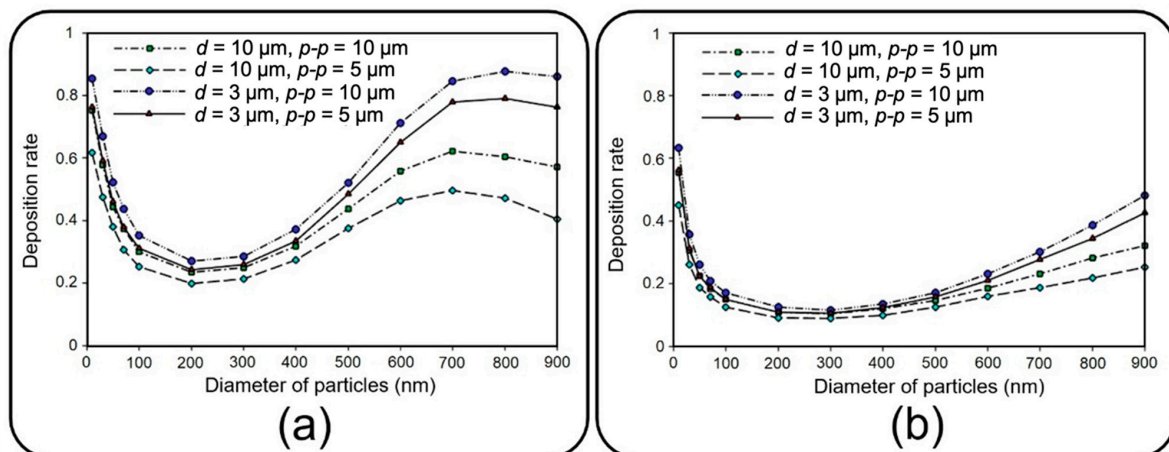 1
0.8
0.6
0.4
0.2
0
Deposition rate
d = 10 µm, p-p = 10 µm
d = 10 µm, p-p = 5 µm
d = 3 µm, p-p = 10 µm
d = 3 µm, p-p = 5 µm
0 100 200 300 400 500 600 700 800 900
Diameter of particles (nm)
(a)
1
0.8
0.6
0.4
0.2
0
Deposition rate
d = 10 µm, p-p = 10 µm
d = 10 µm, p-p = 5 µm
d = 3 µm, p-p = 10 µm
d = 3 µm, p-p = 5 µm
0 100 200 300 400 500 600 700 800 900
Diameter of particles (nm)
(b)